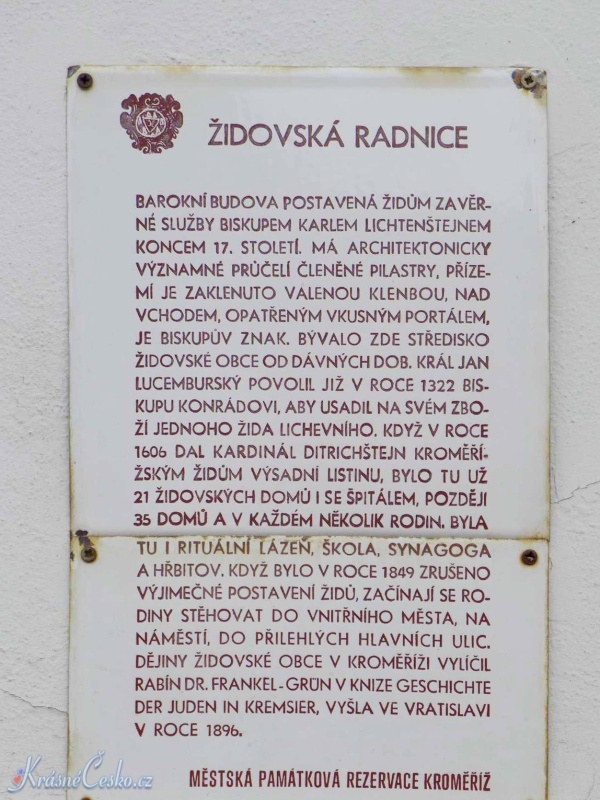 ŽIDOVSKÁ RADNICE
BAROKNÍ BUDOVA POSTAVENÁ ŽIDŮM ZAVĚR-
NÉ SLUŽBY BISKUPEM KARLEM LICHTENŠTEJNEM
KONCEM 17. STOLETÍ. MÁ ARCHITEKTONICKY
VÝZNAMNÉ PRŮČELÍ ČLENĚNÉ PILASTRY, PŘÍZE-
MÍ JE ZAKLENUTO VALENOU KLENBOU, NAD
VCHODEM, OPATŘENÝM VKUSNÝM PORTÁLEM,
JE BISKUPŮV ZNAK. BÝVALO ZDE STŘEDISKO
ŽIDOVSKÉ OBCE OD DÁVNÝCH DOB. KRÁL JAN
LUCEMBURSKÝ POVOLIL JIŽ V ROCE 1322 BIS-
KUPU KONRÁDOVI, ABY USADIL NA SVÉM ZBO-
ŽÍ JEDNOHO ŽIDA LICHEVNÍHO. KDYŽ V ROCE
1606 DAL KARDINÁL DITRICHŠTEJN KROMĚŘÍ-
ŽSKÝM ŽIDŮM VÝSADNÍ LISTINU, BYLO TU UŽ
21 ŽIDOVSKÝCH DOMŮ I SE ŠPITÁLEM, POZDĚJI
35 DOMŮ A V KAŽDÉM NĚKOLIK RODIN. BYLA
TU I RITUÁLNÍ LÁZEŇ, ŠKOLA, SYNAGOGA
A HŘBITOV. KDYŽ BYLO V ROCE 1849 ZRUŠENO
VÝJIMEČNÉ POSTAVENÍ ŽIDŮ, ZAČÍNAJÍ SE RO-
DINY STĚHOVAT DO VNITŘNÍHO MĚSTA, NA
NÁMĚSTÍ, DO PŘILEHLÝCH HLAVNÍCH ULIC.
DĚJINY ŽIDOVSKÉ OBCE V KROMĚŘÍŽI VYLÍČIL
RABÍN DR. FRANKEL-GRÜN V KNIZE GESCHICHTE
DER JUDEN IN KREMSIER, VYŠLA VE VRATISLAVI
V ROCE 1896.
MĚSTSKÁ PAMÁTKOVÁ REZERVACE KROMĚŘÍŽ
KrásnéČesko.cz